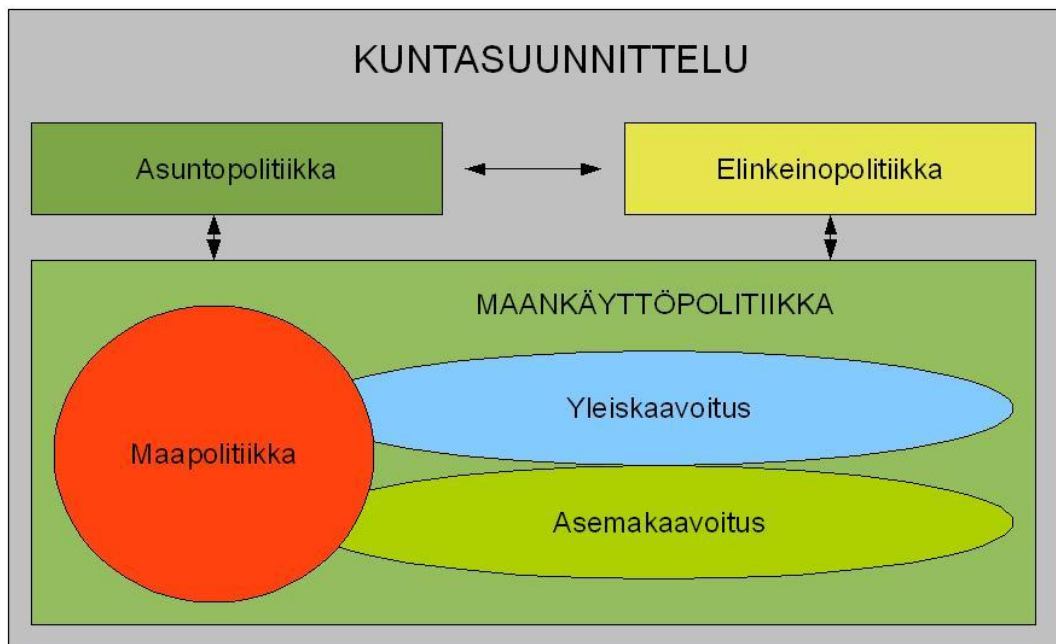 KUNTASUUNNITTELU
Asuntopolitiikka
Elinkeinopolitiikka
MAANKÄYTTÖPOLITIIKKA
Yleiskaavoitus
Maapolitiikka
Asemakaavoitus